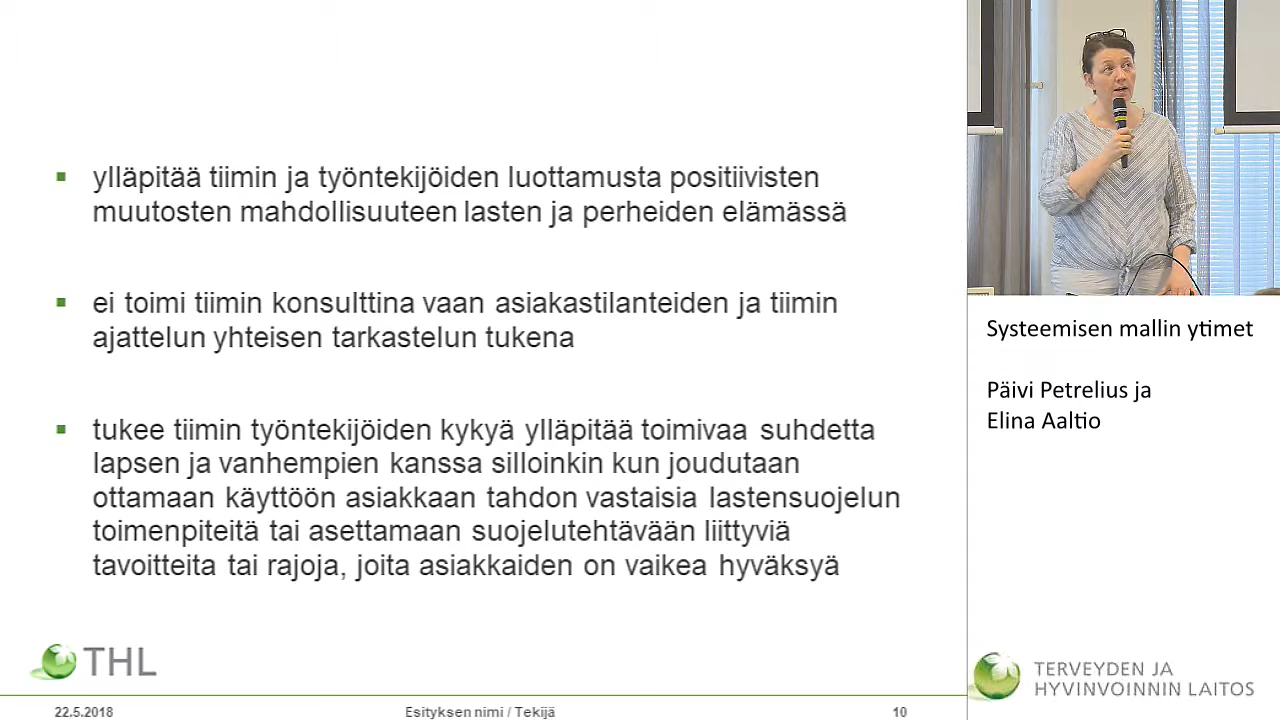 ylläpitää tiimin ja työntekijöiden luottamusta positiivisten
muutosten mahdollisuuteen lasten ja perheiden elämässä
ei toimi tiimin konsulttina vaan asiakastilanteiden ja tiimin
ajattelun yhteisen tarkastelun tukena
tukee tiimin työntekijöiden kykyä ylläpitää toimivaa suhdetta
lapsen ja vanhempien kanssa silloinkin kun joudutaan
ottamaan käyttöön asiakkaan tahdon vastaisia lastensuojelun
toimenpiteitä tai asettamaan suojelutehtävään liittyviä
tavoitteita tai rajoja, joita asiakkaiden on vaikea hyväksyä
THL
22.5.2018
Esityksen nimi / Tekijä
10
Systeemisen mallin ytimet
Päivi Petrelius ja
Elina Aaltio
TERVEYDEN JA
HYVINVOINNIN LAITOS